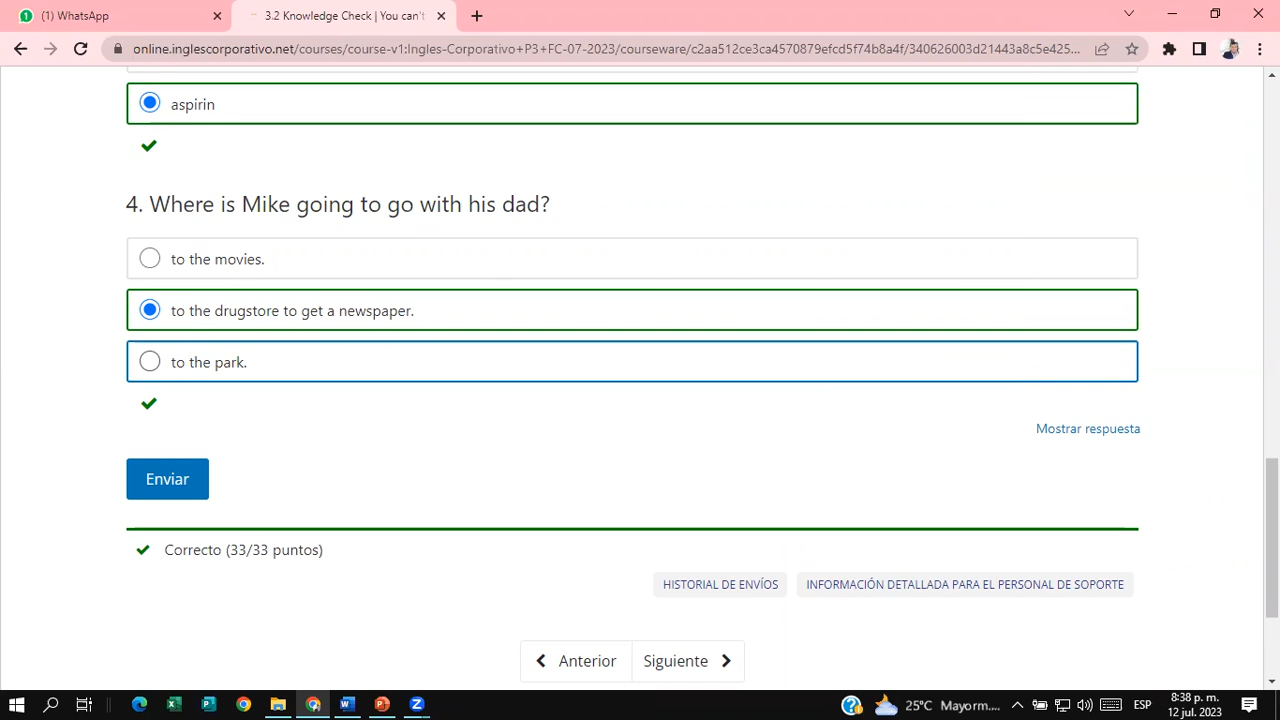 (1) WhatsApp
3.2 Knowledge Check | You can't
online.inglescorporativo.net/courses/course-v1:Ingles-Corporativo+P3+FC-07-2023/courseware/c2aa512ce3ca4570879efcd5f74b8a4f/340626003d21443a8c5e425...
aspirin
4. Where is Mike going to go with his dad?
to the movies.
to the drugstore to get a newspaper.
to the park.
Mostrar respuesta
Enviar
Correcto (33/33 puntos)
HISTORIAL DE ENVÍOS INFORMACIÓN DETALLADA PARA EL PERSONAL DE SOPORTE
Anterior Siguiente
25°C Mayorm.... ESP 8:38 p. m.
12 jul. 2023